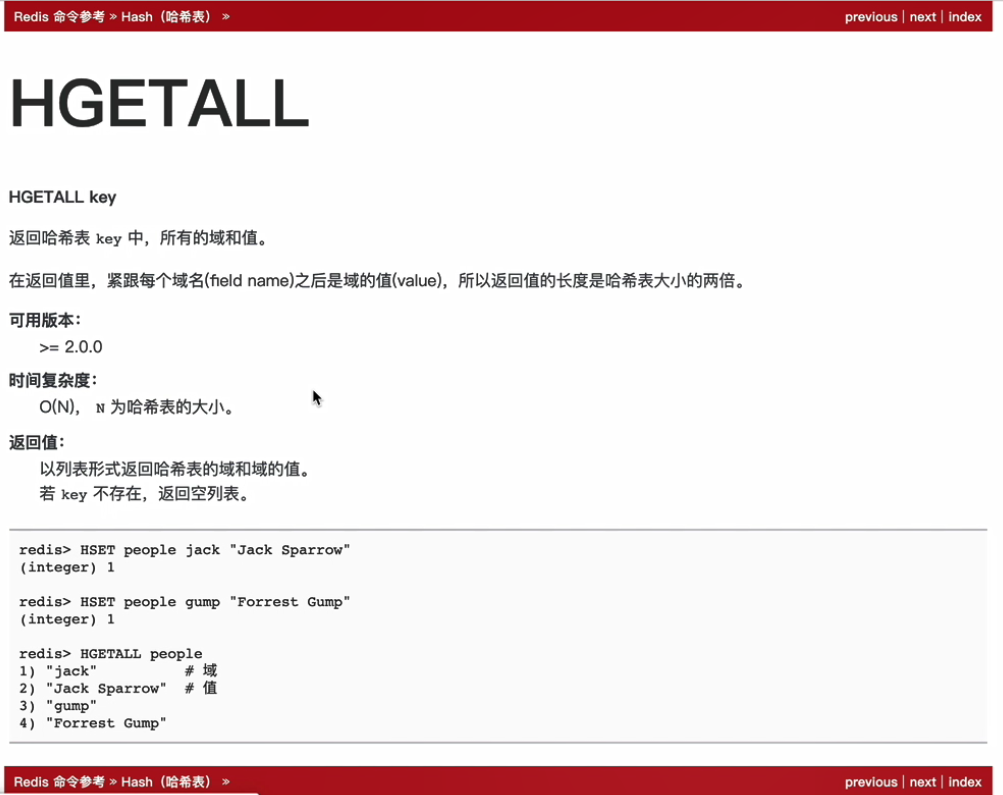 Redis 命令参考 » Hash（哈希表） » previous | next | index
HGETALL
HGETALL key
返回哈希表 key 中，所有的域和值。
在返回值里，紧跟每个域名(field name)之后是域的值(value)，所以返回值的长度是哈希表大小的两倍。
可用版本：
>= 2.0.0
时间复杂度：
O(N)， N 为哈希表的大小。
返回值：
以列表形式返回哈希表的域和域的值。
若 key 不存在，返回空列表。
redis> HSET people jack "Jack Sparrow"
(integer) 1
redis> HSET people gump "Forrest Gump"
(integer) 1
redis> HGETALL people
1) "jack" # 域
2) "Jack Sparrow" # 值
3) "gump"
4) "Forrest Gump"
Redis 命令参考 » Hash（哈希表） » previous | next | index